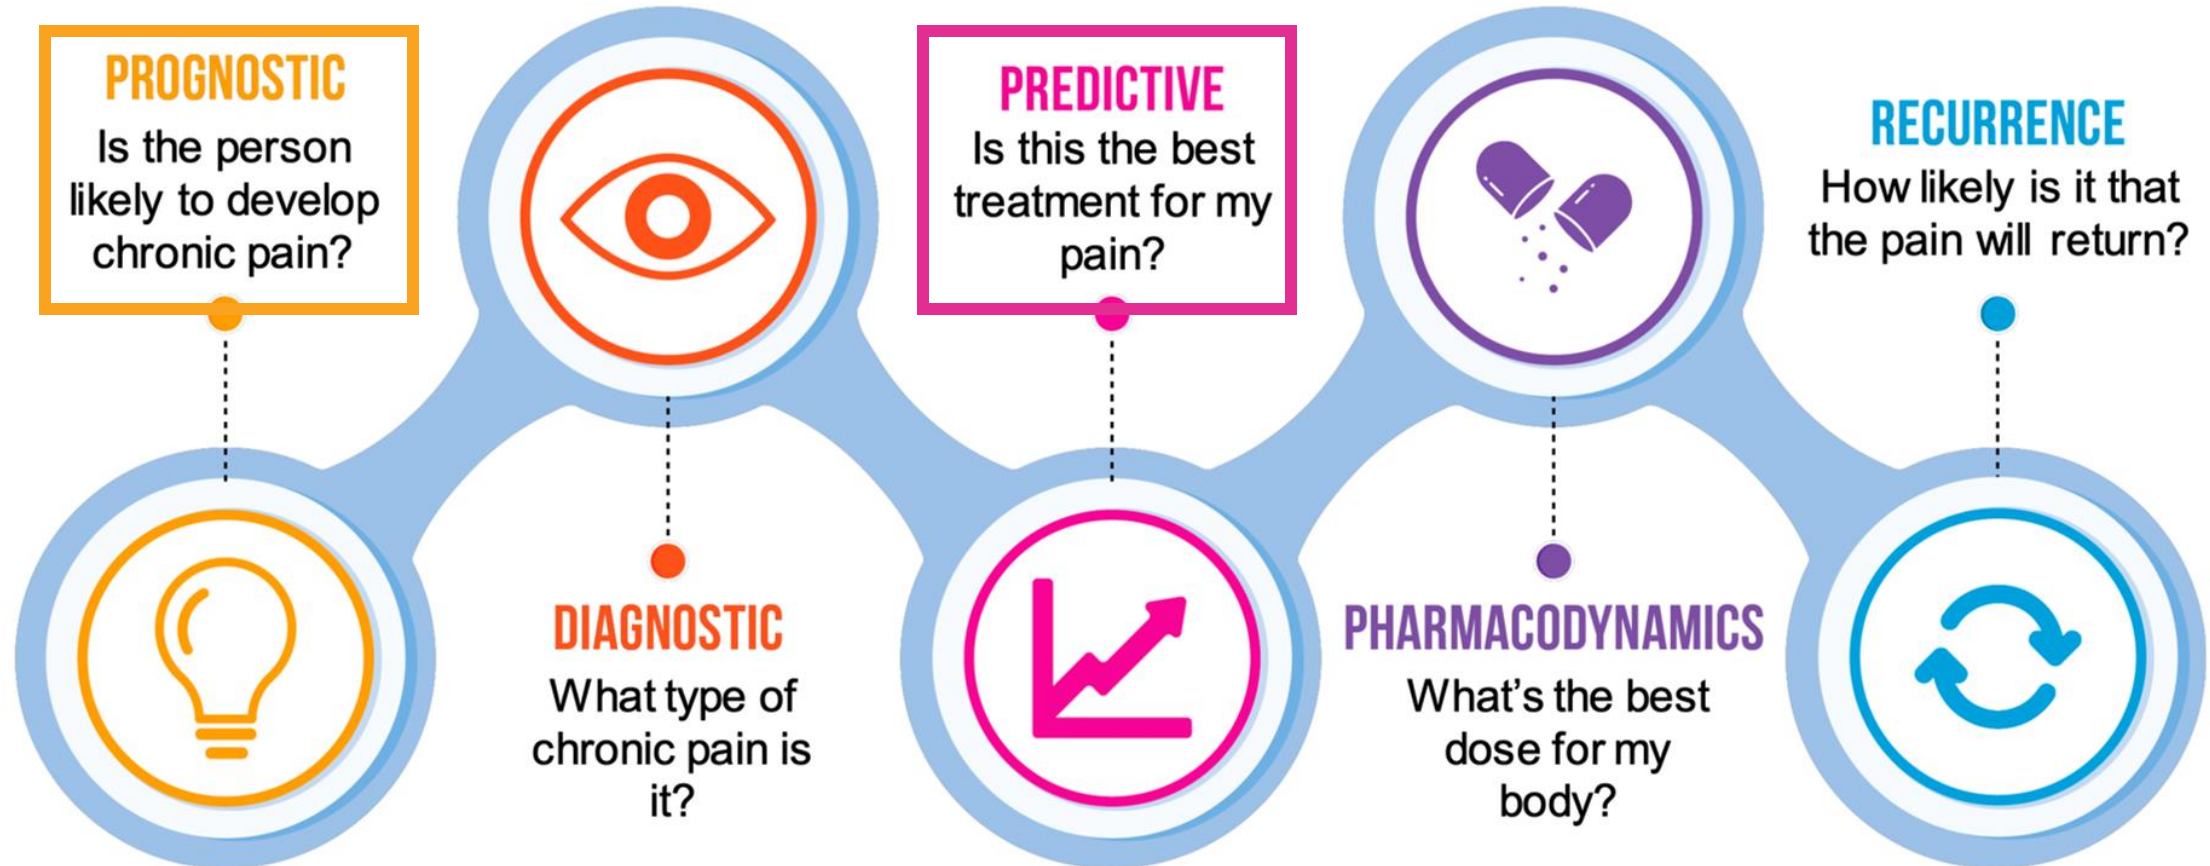 PROGNOSTIC
Is the person
likely to develop
chronic pain?
DIAGNOSTIC
What type of
chronic pain is
it?
PREDICTIVE
Is this the best
treatment for my
pain?
PHARMACODYNAMICS
What’s the best
dose for my
body?
RECURRENCE
How likely is it that
the pain will return?